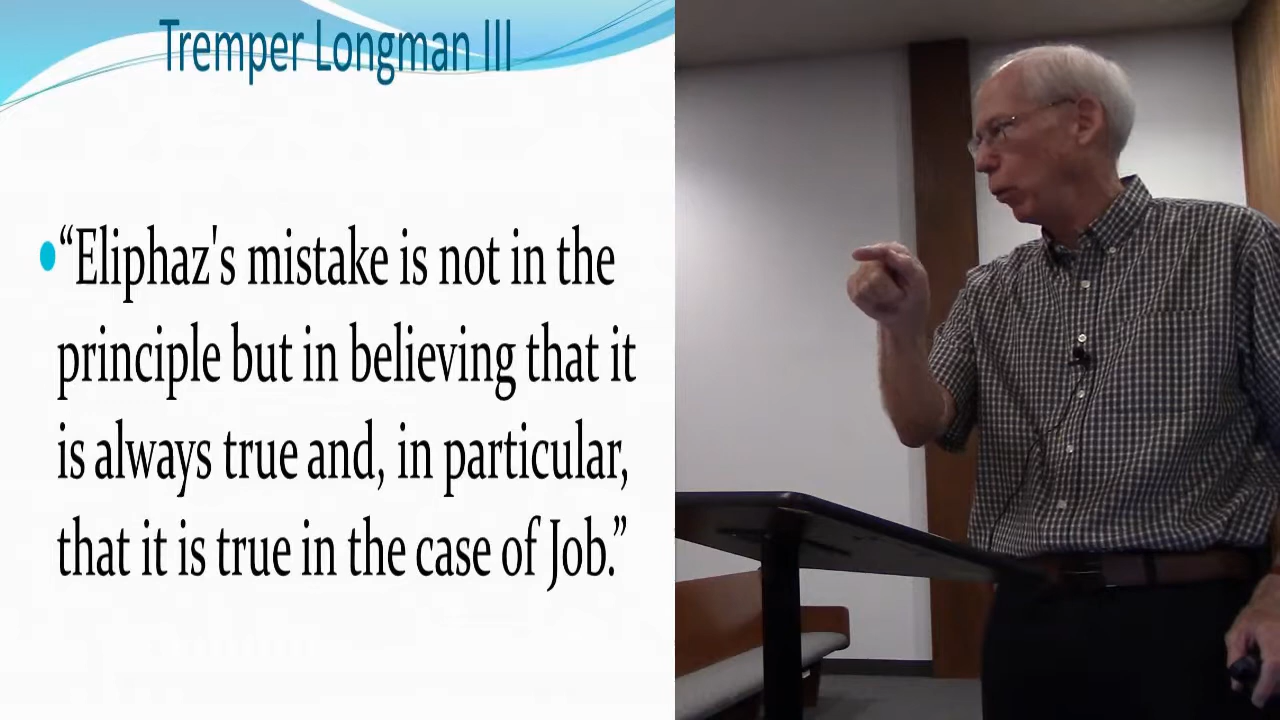 Tremper Longman III
•“Eliphaz's mistake is not in the
principle but in believing that it
is always true and, in particular,
that it is true in the case of Job.”